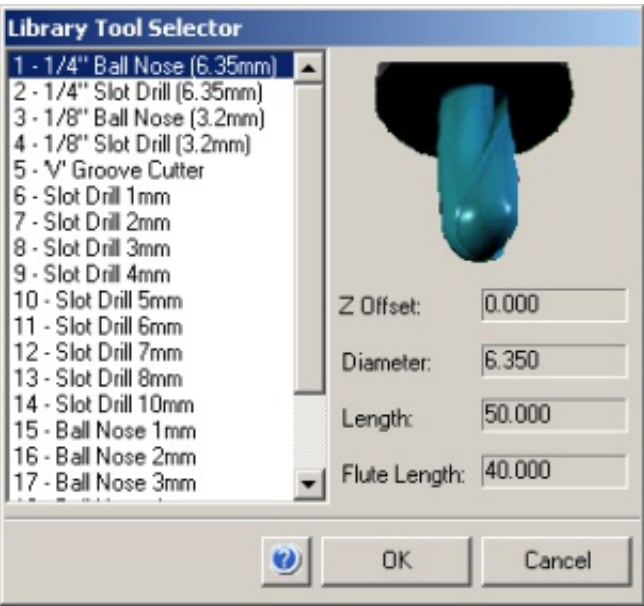 Library Tool Selector
1 - 1/4" Ball Nose (6.35mm)
2 - 1/4" Slot Drill (6.35mm)
3 - 1/8" Ball Nose (3.2mm)
4 - 1/8" Slot Drill (3.2mm)
5 - 'V' Groove Cutter
6 - Slot Drill 1mm
7 - Slot Drill 2mm
8 - Slot Drill 3mm
9 - Slot Drill 4mm
10 - Slot Drill 5mm
11 - Slot Drill 6mm
12 - Slot Drill 7mm
13 - Slot Drill 8mm
14 - Slot Drill 10mm
15 - Ball Nose 1mm
16 - Ball Nose 2mm
17 - Ball Nose 3mm
Z Offset: 0.000
Diameter: 6.350
Length: 50.000
Flute Length: 40.000
? OK Cancel